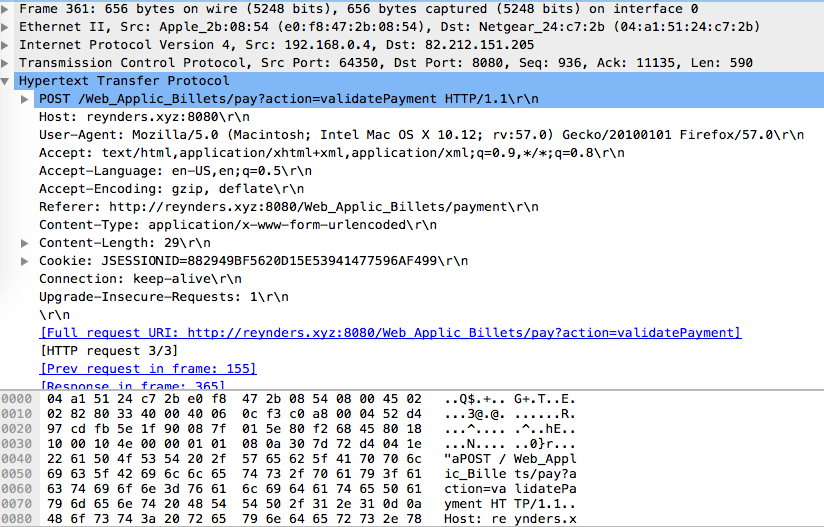 Frame 361: 656 bytes on wire (5248 bits), 656 bytes captured (5248 bits) on interface 0
Ethernet II, Src: Apple_2b:08:54 (e0:f8:47:2b:08:54), Dst: Netgear_24:c7:2b (04:a1:51:24:c7:2b)
Internet Protocol Version 4, Src: 192.168.0.4, Dst: 82.212.151.205
Transmission Control Protocol, Src Port: 64350, Dst Port: 8080, Seq: 936, Ack: 11135, Len: 590
Hypertext Transfer Protocol
POST /Web_Applic_Billets/pay?action=validatePayment HTTP/1.1\r\n
Host: reynders.xyz:8080\r\n
User-Agent: Mozilla/5.0 (Macintosh; Intel Mac OS X 10.12; rv:57.0) Gecko/20100101 Firefox/57.0\r\n
Accept: text/html,application/xhtml+xml,application/xml;q=0.9,*/*;q=0.8\r\n
Accept-Language: en-US,en;q=0.5\r\n
Accept-Encoding: gzip, deflate\r\n
Referer: http://reynders.xyz:8080/Web_Applic_Billets/payment\r\n
Content-Type: application/x-www-form-urlencoded\r\n
Content-Length: 29\r\n
Cookie: JSESSIONID=882949BF5620D15E53941477596AF499\r\n
Connection: keep-alive\r\n
Upgrade-Insecure-Requests: 1\r\n
\r\n
[Full request URI: http://reynders.xyz:8080/Web_Applic_Billets/pay?action=validatePayment]
[HTTP request 3/3]
[Prev request in frame: 155]
[Response in frame: 365]
0000 04 a1 51 24 c7 2b e0 f8 47 2b 08 54 08 00 45 02 ..Q$.+.. G+.T..E.
0010 02 82 80 33 40 00 40 06 0c f3 c0 a8 00 04 52 d4 ...3@.@. ......R.
0020 97 cd fb 5e 1f 90 08 7f 01 5e 80 f2 68 45 80 18 ...^.... .^..hE..
0030 10 00 10 4e 00 00 01 01 08 0a 30 7d 72 d4 04 1e ...N.... ..0}r...
0040 22 61 50 4f 53 54 20 2f 57 65 62 5f 41 70 70 6c "aPOST / Web_Appl
0050 69 63 5f 42 69 6c 6c 65 74 73 2f 70 61 79 3f 61 ic_Bille ts/pay?a
0060 63 74 69 6f 6e 3d 76 61 6c 69 64 61 74 65 50 61 ction=va lidatePa
0070 79 6d 65 6e 74 20 48 54 54 50 2f 31 2e 31 0d 0a yment HT TP/1.1..
0080 48 6f 73 74 3a 20 72 65 79 6e 64 65 72 73 2e 78 Host: re ynders.x